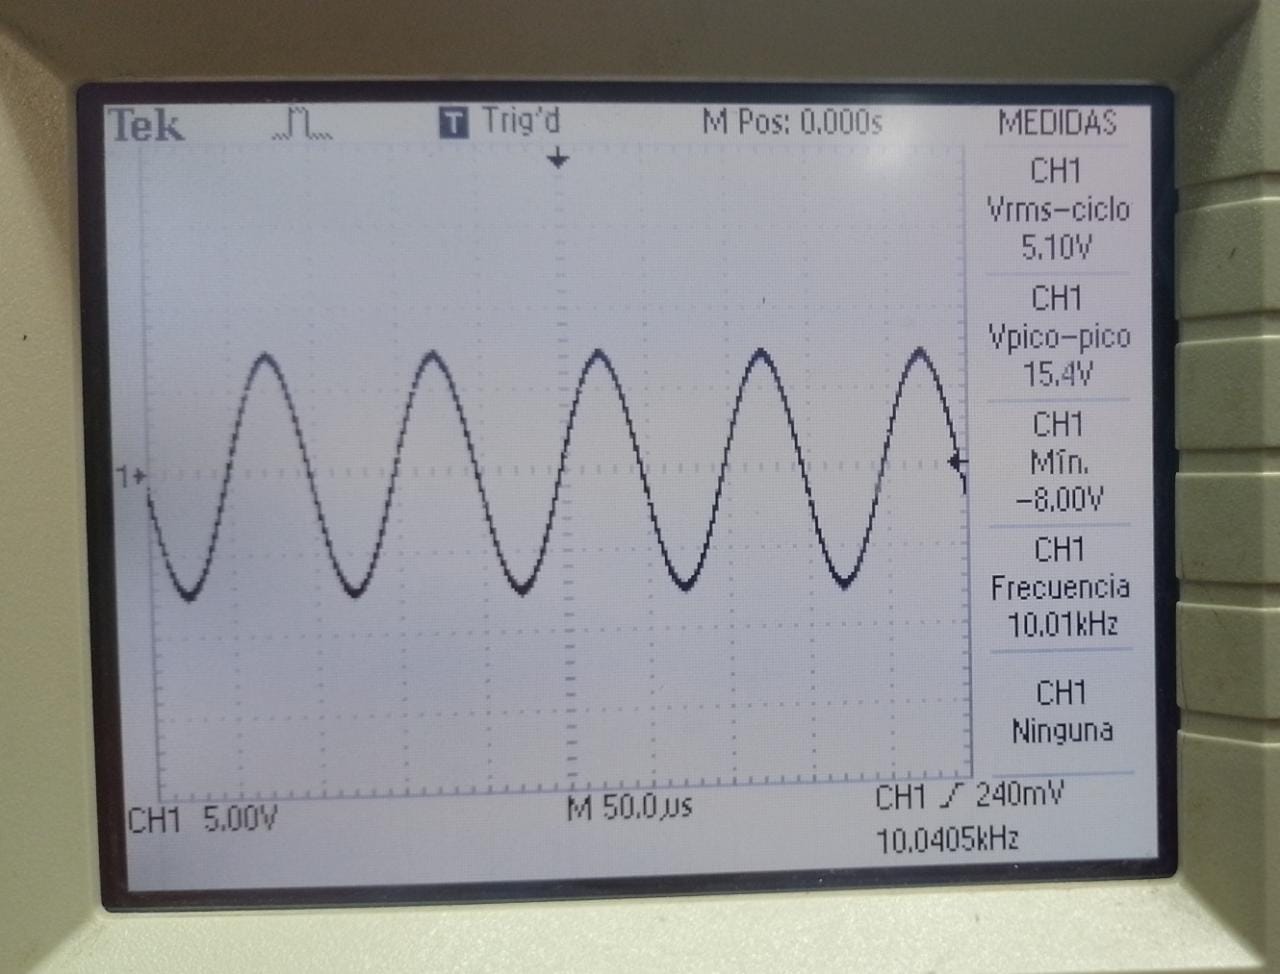 Tek T Trig'd M Pos: 0.000s MEDIDAS
CH1
Vrms-ciclo
5.10V
CH1
Vpico-pico
15.4V
CH1
Mín.
-8.00V
CH1
Frecuencia
10.01kHz
CH1
Ninguna
1
CH1 5.00V M 50.0µs CH1 240mV
10.0405kHz